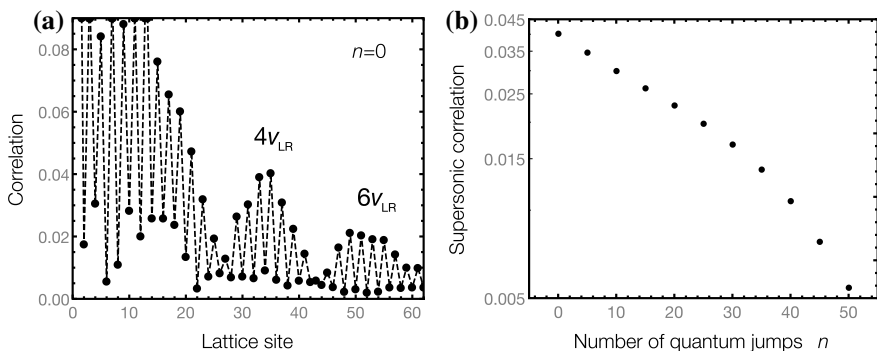 (a)
n=0
4v_LR
6v_LR
Correlation
0.08
0.06
0.04
0.02
0.00
0 10 20 30 40 50 60
Lattice site
(b)
Supersonic correlation
0.045
0.035
0.025
0.015
0.005
0 10 20 30 40 50
Number of quantum jumps n